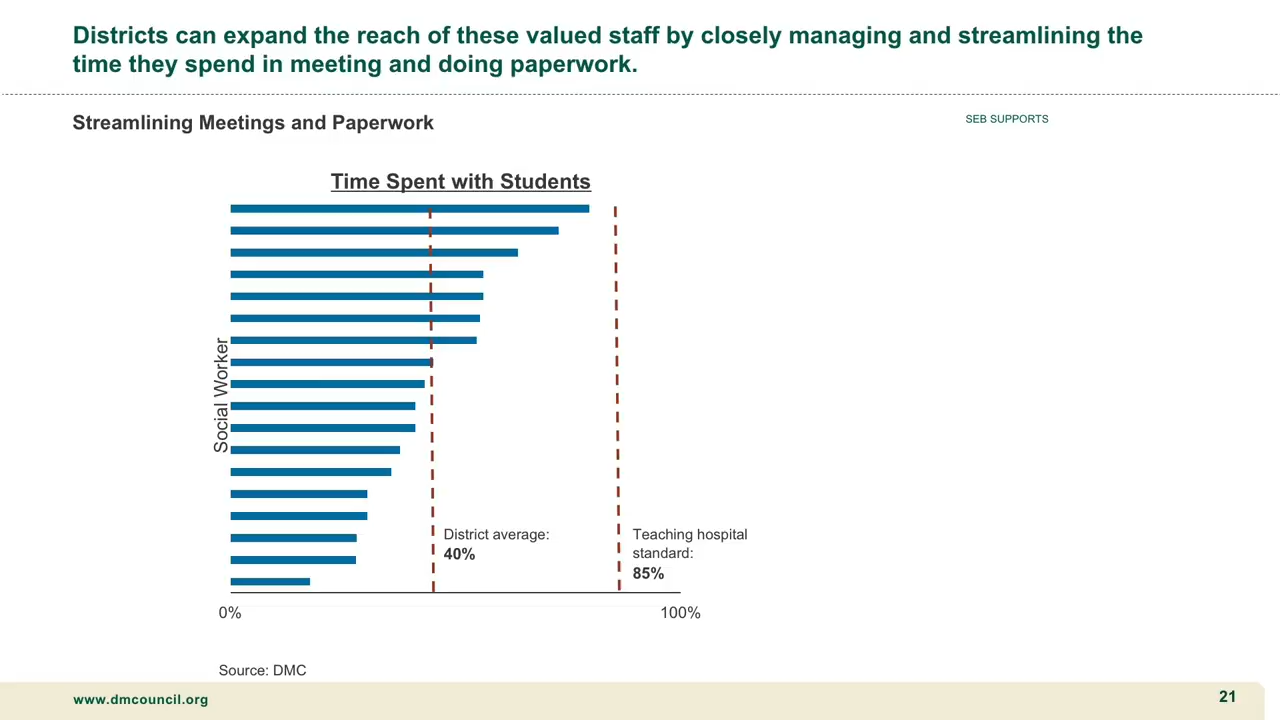 Districts can expand the reach of these valued staff by closely managing and streamlining the
time they spend in meeting and doing paperwork.
Streamlining Meetings and Paperwork
SEB SUPPORTS
Time Spent with Students
Social Worker
District average:
40%
Teaching hospital
standard:
85%
0%
100%
Source: DMC
www.dmcouncil.org
21